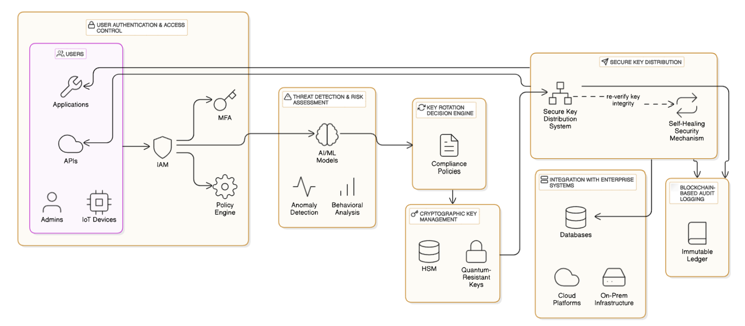 USER AUTHENTICATION & ACCESS
CONTROL
USERS
Applications
APIs
Admins
IoT Devices
IAM
MFA
Policy
Engine
THREAT DETECTION & RISK
ASSESSMENT
AI/ML
Models
Anomaly
Detection
Behavioral
Analysis
KEY ROTATION
DECISION ENGINE
Compliance
Policies
CRYPTOGRAPHIC KEY
MANAGEMENT
HSM
Quantum-
Resistant
Keys
SECURE KEY DISTRIBUTION
Secure Key
Distribution
System
re-verify key
integrity
Self-Healing
Security
Mechanism
INTEGRATION WITH ENTERPRISE
SYSTEMS
Databases
Cloud
Platforms
On-Prem
Infrastructure
BLOCKCHAIN-
BASED AUDIT
LOGGING
Immutable
Ledger